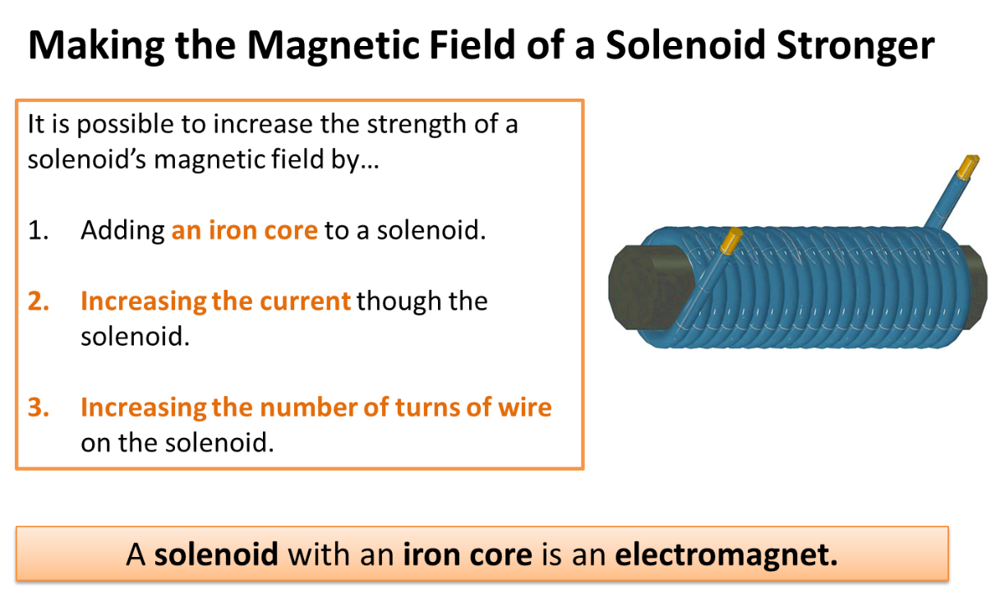 Making the Magnetic Field of a Solenoid Stronger
It is possible to increase the strength of a
solenoid’s magnetic field by…
1. Adding an iron core to a solenoid.
2. Increasing the current though the
solenoid.
3. Increasing the number of turns of wire
on the solenoid.
A solenoid with an iron core is an electromagnet.